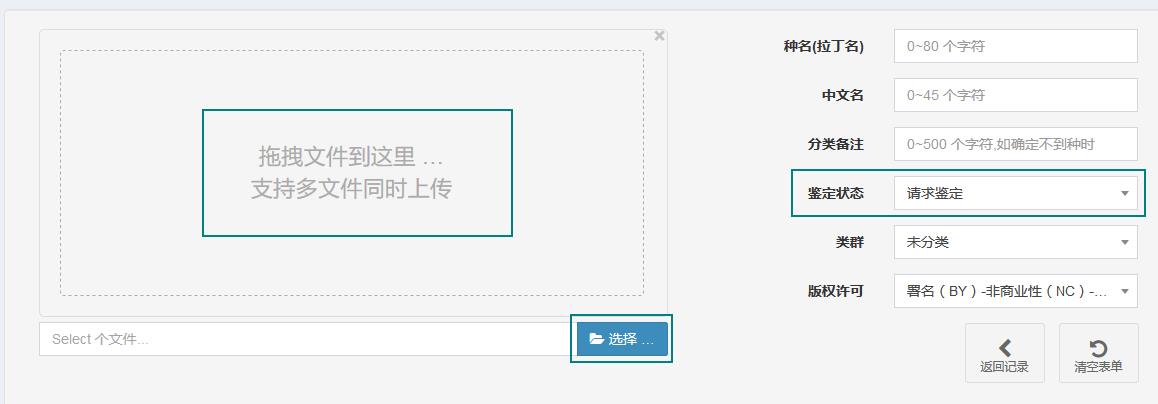 拖拽文件到这里 ...
支持多文件同时上传
Select 个文件...
选择 ...
种名(拉丁名)
0~80 个字符
中文名
0~45 个字符
分类备注
0~500 个字符,如确定不到种时
鉴定状态
请求鉴定
类群
未分类
版权许可
署名（BY）-非商业性（NC）-...
返回记录
清空表单